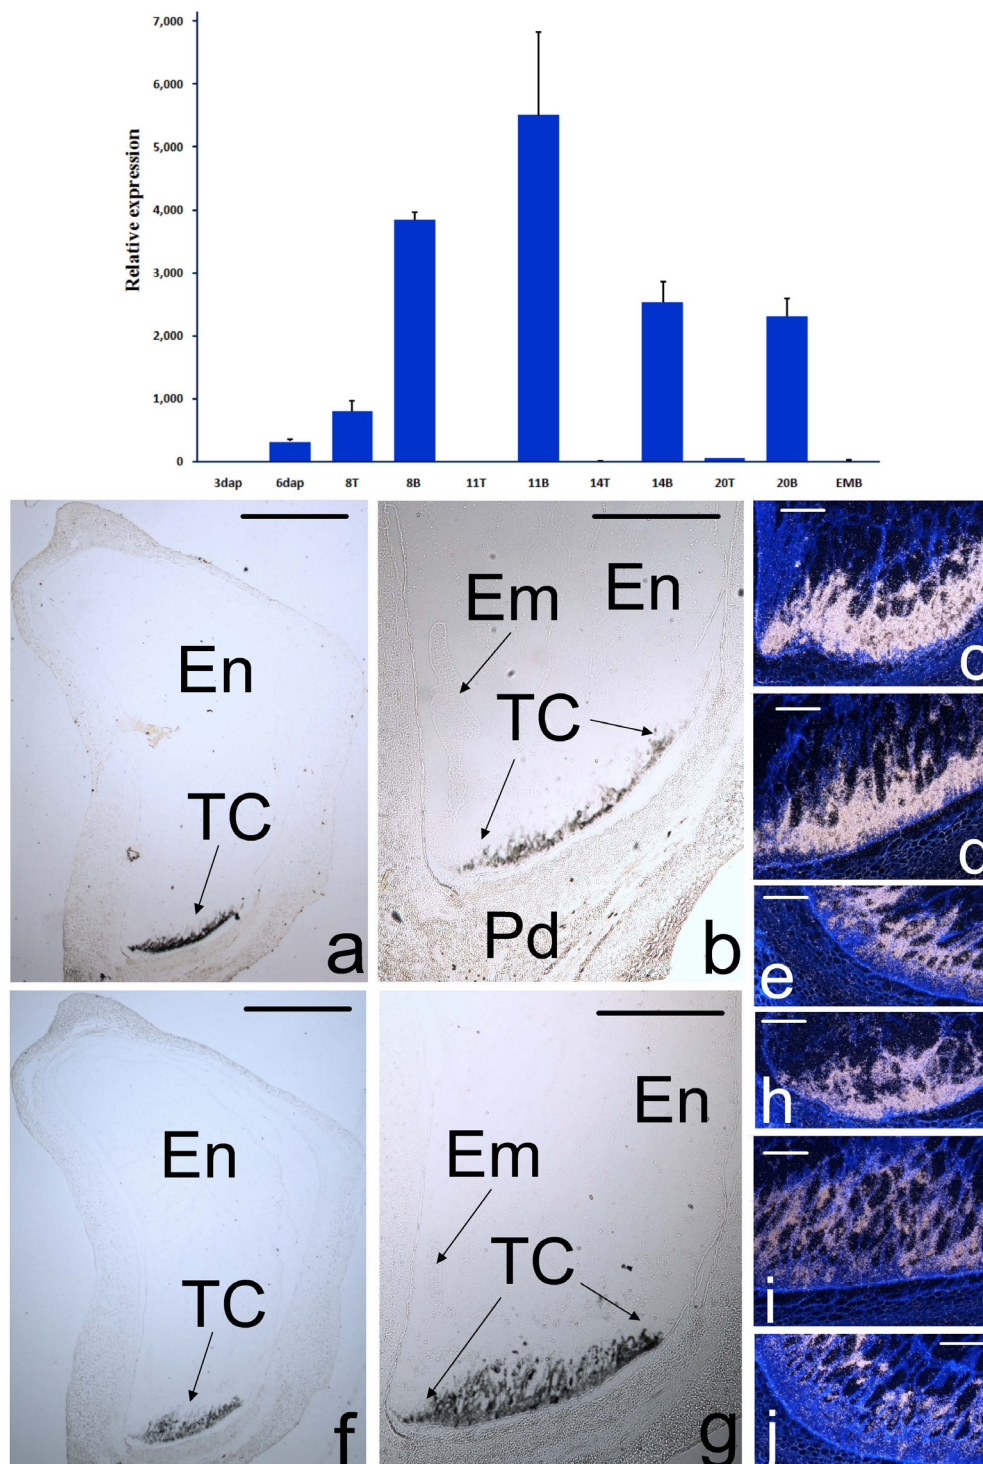 7,000
6,000
5,000
4,000
3,000
2,000
1,000
0
Relative expression
3dap 6dap 8T 8B 11T 11B 14T 14B 20T 20B EMB
En
TC
a
Em En
TC
Pd
b
c
d
e
En
TC
f
En
Em
TC
g
h
i
j